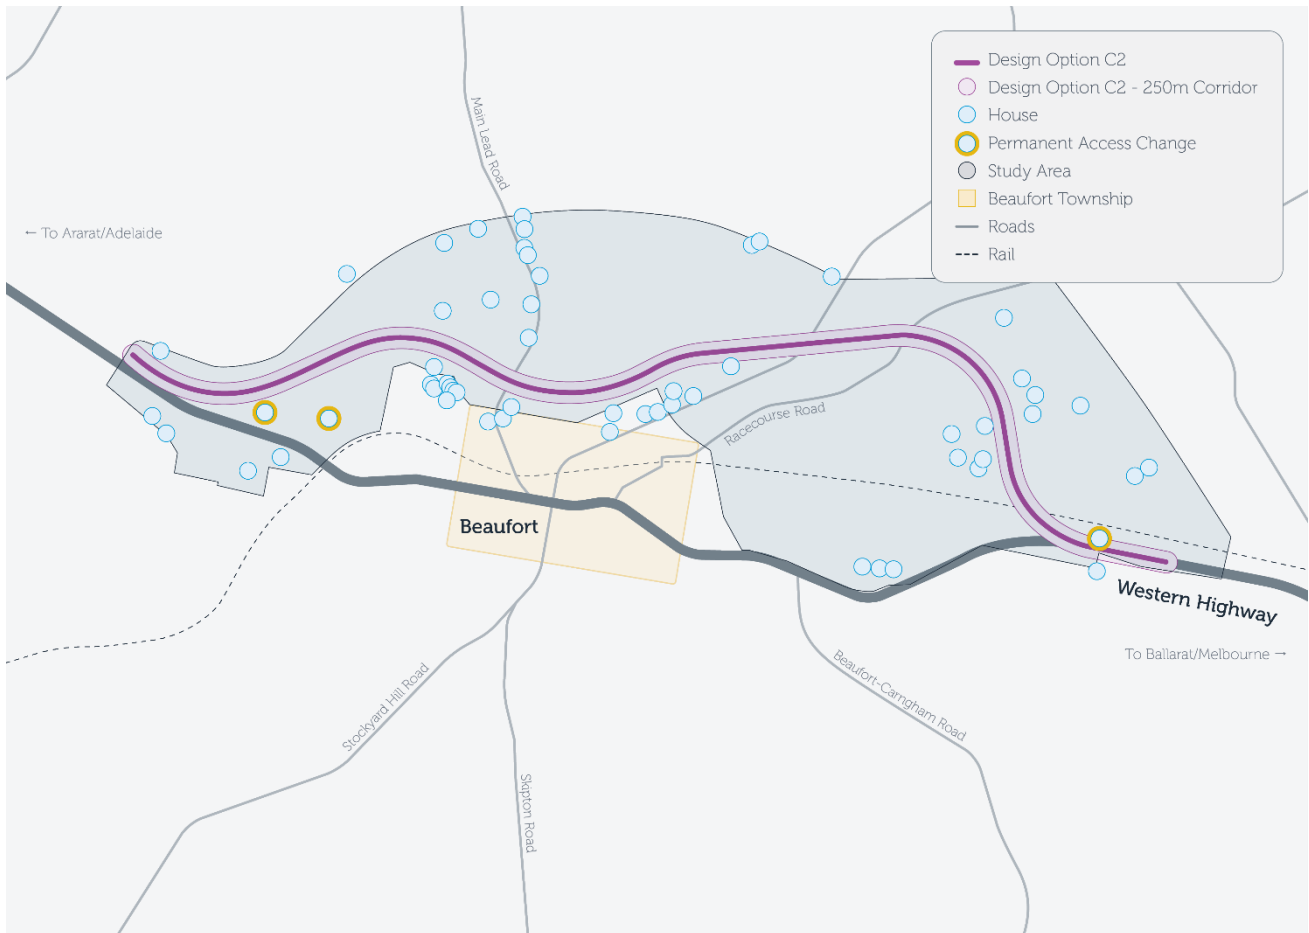 Design Option C2
Design Option C2 - 250m Corridor
House
Permanent Access Change
Study Area
Beaufort Township
Roads
Rail
Main Lead Road
← To Ararat/Adelaide
Racecourse Road
Beaufort
Western Highway
To Ballarat/Melbourne →
Stockyard Hill Road
Beaufort-Carngham Road
Skipton Road